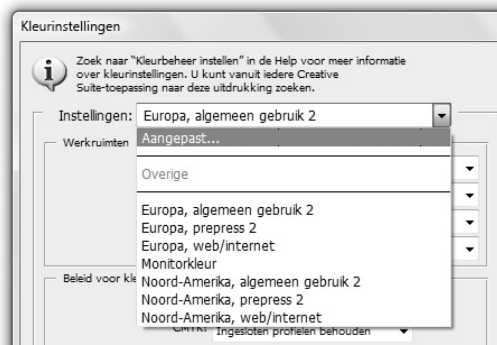 Kleurinstellingen
Zoek naar "Kleurbeheer instellen" in de Help voor meer informatie
over kleurinstellingen. U kunt vanuit iedere Creative
Suite-toepassing naar deze uitdrukking zoeken.
Instellingen: Europa, algemeen gebruik 2
Werkruimten
Aangepast...
Overige
Europa, algemeen gebruik 2
Europa, prepress 2
Europa, web/internet
Monitorkleur
Beleid voor kle
Noord-Amerika, algemeen gebruik 2
Noord-Amerika, prepress 2
Noord-Amerika, web/internet
CMYK: Ingesloten profielen behouden